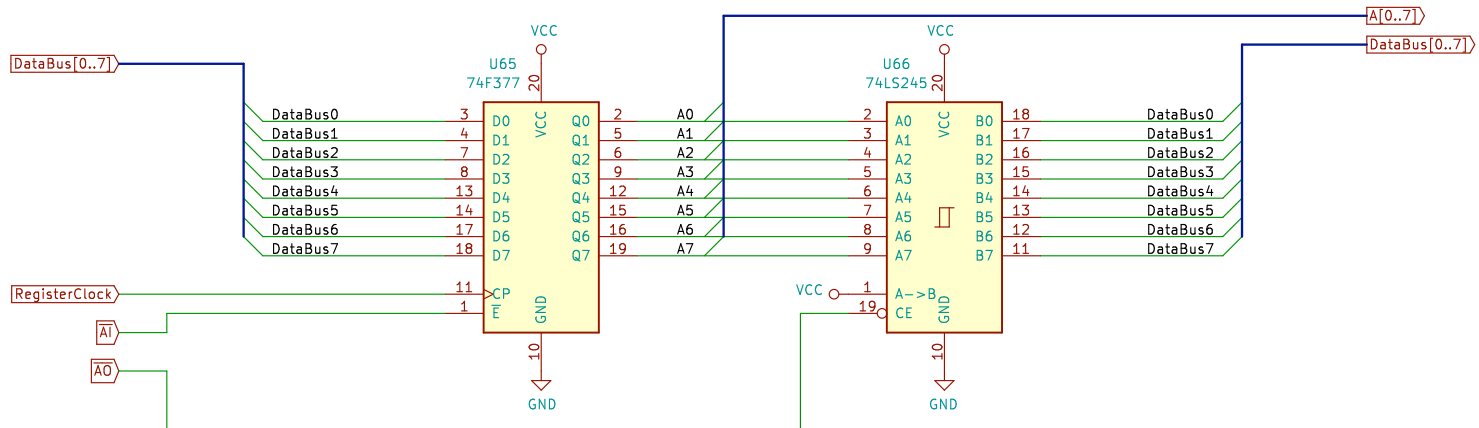 A[0..7]
VCC
VCC
DataBus[0..7]
U65
U66
DataBus[0..7]
74F377
74LS245
20
20
VCC
VCC
DataBus0 3 D0 Q0 2 A0 2 A0 B0 18 DataBus0
DataBus1 4 D1 Q1 5 A1 3 A1 B1 17 DataBus1
DataBus2 7 D2 Q2 6 A2 4 A2 B2 16 DataBus2
DataBus3 8 D3 Q3 9 A3 5 A3 B3 15 DataBus3
DataBus4 13 D4 Q4 12 A4 6 A4 B4 14 DataBus4
DataBus5 14 D5 Q5 15 A5 7 A5 B5 13 DataBus5
DataBus6 17 D6 Q6 16 A6 8 A6 B6 12 DataBus6
DataBus7 18 D7 Q7 19 A7 9 A7 B7 11 DataBus7
RegisterClock 11 CP VCC 1 A->B
1 E̅ GND 19 CE GND
A̅I̅
10
10
A̅O̅
GND
GND